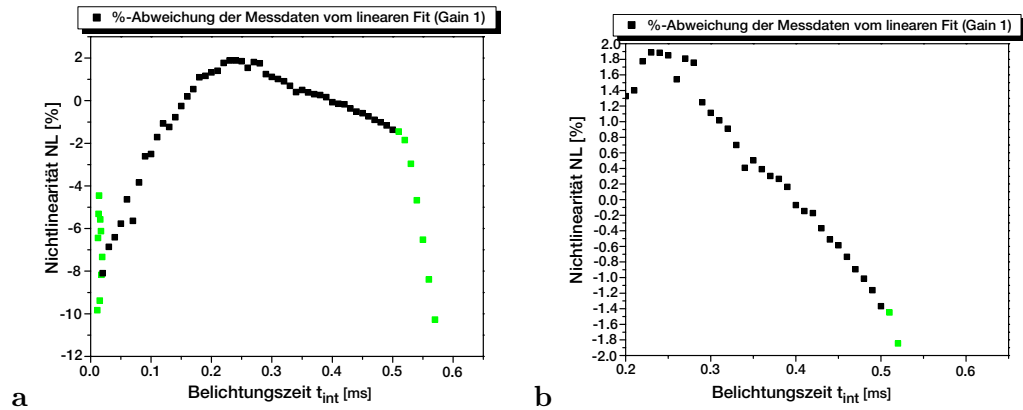 %-Abweichung der Messdaten vom linearen Fit (Gain 1)
Nichtlinearität NL [%]
2
0
-2
-4
-6
-8
-10
-12
0.0 0.1 0.2 0.3 0.4 0.5 0.6
Belichtungszeit t_int [ms]
a
%-Abweichung der Messdaten vom linearen Fit (Gain 1)
Nichtlinearität NL [%]
2.0
1.8
1.6
1.4
1.2
1.0
0.8
0.6
0.4
0.2
0.0
-0.2
-0.4
-0.6
-0.8
-1.0
-1.2
-1.4
-1.6
-1.8
-2.0
0.2 0.3 0.4 0.5 0.6
Belichtungszeit t_int [ms]
b